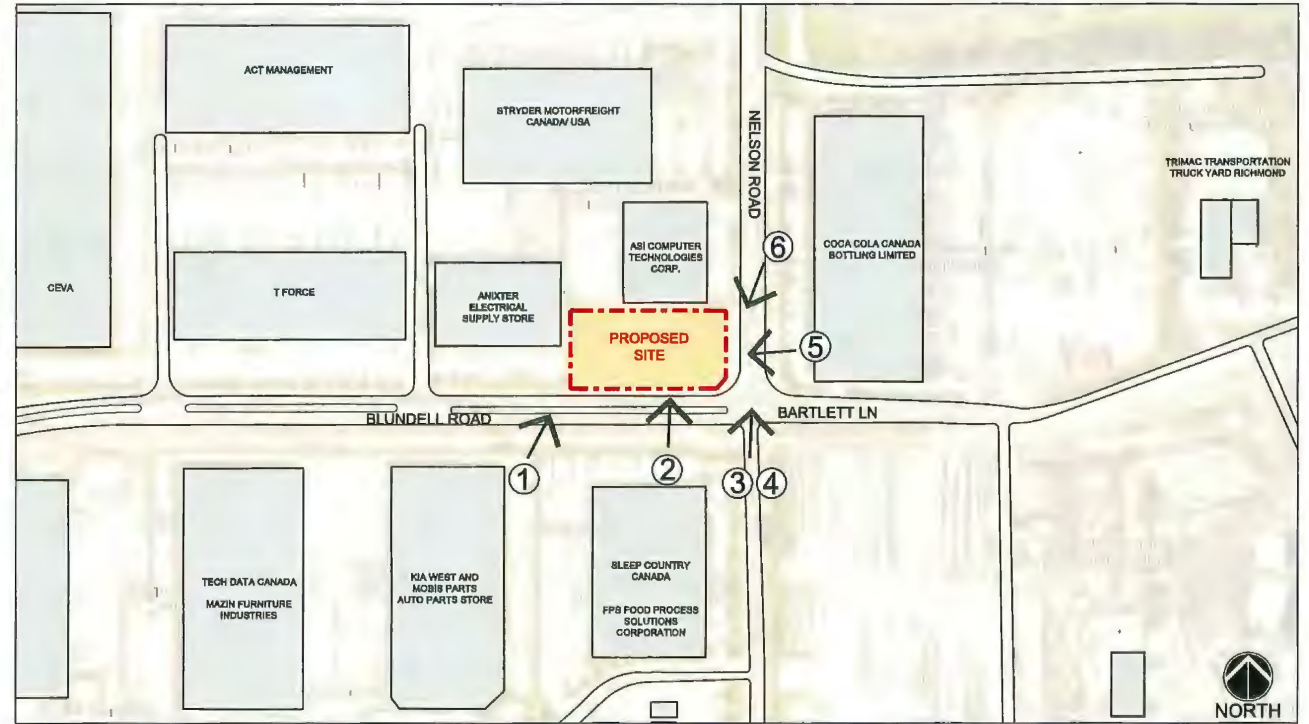 ACT MANAGEMENT
STRYDER MOTORFREIGHT
CANADA/ USA
NELSON ROAD
TRIMAC TRANSPORTATION
TRUCK YARD RICHMOND
ASI COMPUTER
TECHNOLOGIES
CORP.
6
COCA COLA CANADA
BOTTLING LIMITED
CEVA
T FORCE
ANIXTER
ELECTRICAL
SUPPLY STORE
PROPOSED
SITE
5
BLUNDELL ROAD
BARTLETT LN
1
2
3
4
TECH DATA CANADA
MAZIN FURNITURE
INDUSTRIES
KIA WEST AND
MOBIS PARTS
AUTO PARTS STORE
SLEEP COUNTRY
CANADA
FPS FOOD PROCESS
SOLUTIONS
CORPORATION
NORTH